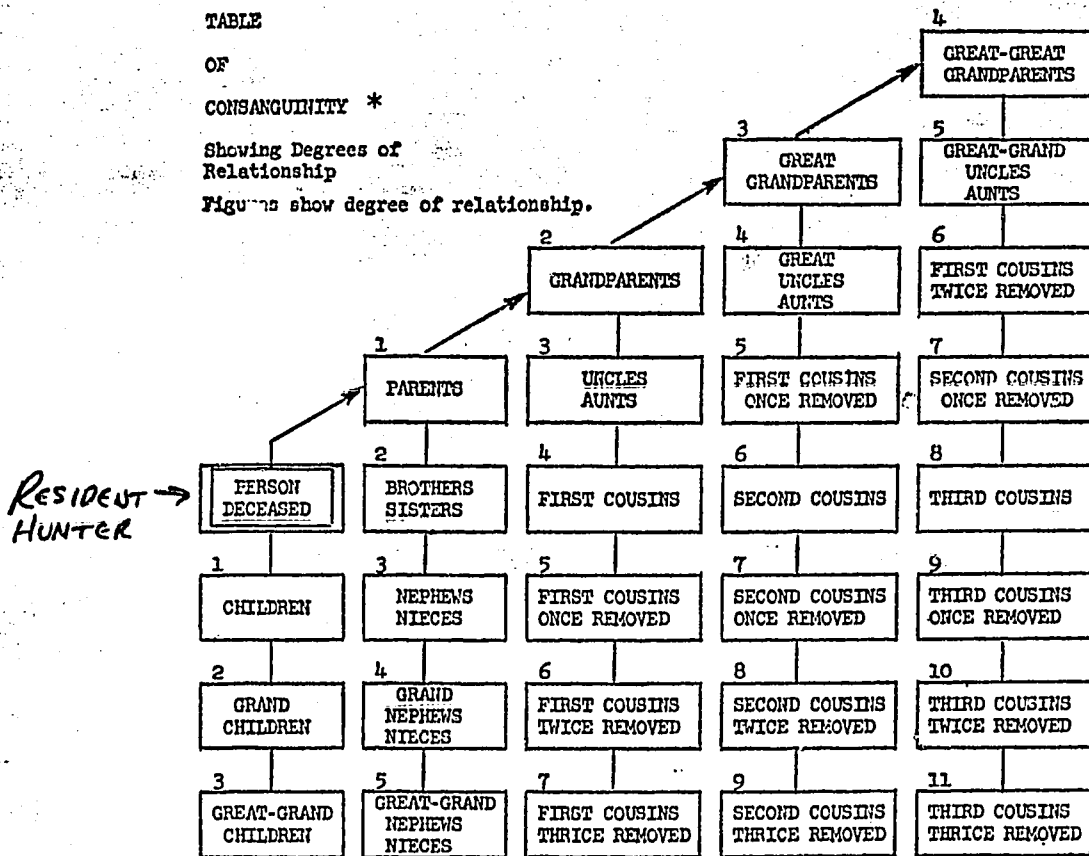 TABLE
OF
CONSANGUINITY *
Showing Degrees of
Relationship
Figures show degree of relationship.
4
GREAT-GREAT
GRANDPARENTS
3
GREAT
GRANDPARENTS
5
GREAT-GRAND
UNCLES
AUNTS
2
GRANDPARENTS
4
GREAT
UNCLES
AUNTS
6
FIRST COUSINS
TWICE REMOVED
1
PARENTS
3
UNCLES
AUNTS
5
FIRST COUSINS
ONCE REMOVED
7
SECOND COUSINS
ONCE REMOVED
RESIDENT →
HUNTER
PERSON
DECEASED
2
BROTHERS
SISTERS
4
FIRST COUSINS
6
SECOND COUSINS
8
THIRD COUSINS
1
CHILDREN
3
NEPHEWS
NIECES
5
FIRST COUSINS
ONCE REMOVED
7
SECOND COUSINS
ONCE REMOVED
9
THIRD COUSINS
ONCE REMOVED
2
GRAND
CHILDREN
4
GRAND
NEPHEWS
NIECES
6
FIRST COUSINS
TWICE REMOVED
8
SECOND COUSINS
TWICE REMOVED
10
THIRD COUSINS
TWICE REMOVED
3
GREAT-GRAND
CHILDREN
5
GREAT-GRAND
NEPHEWS
NIECES
7
FIRST COUSINS
THRICE REMOVED
9
SECOND COUSINS
THRICE REMOVED
11
THIRD COUSINS
THRICE REMOVED